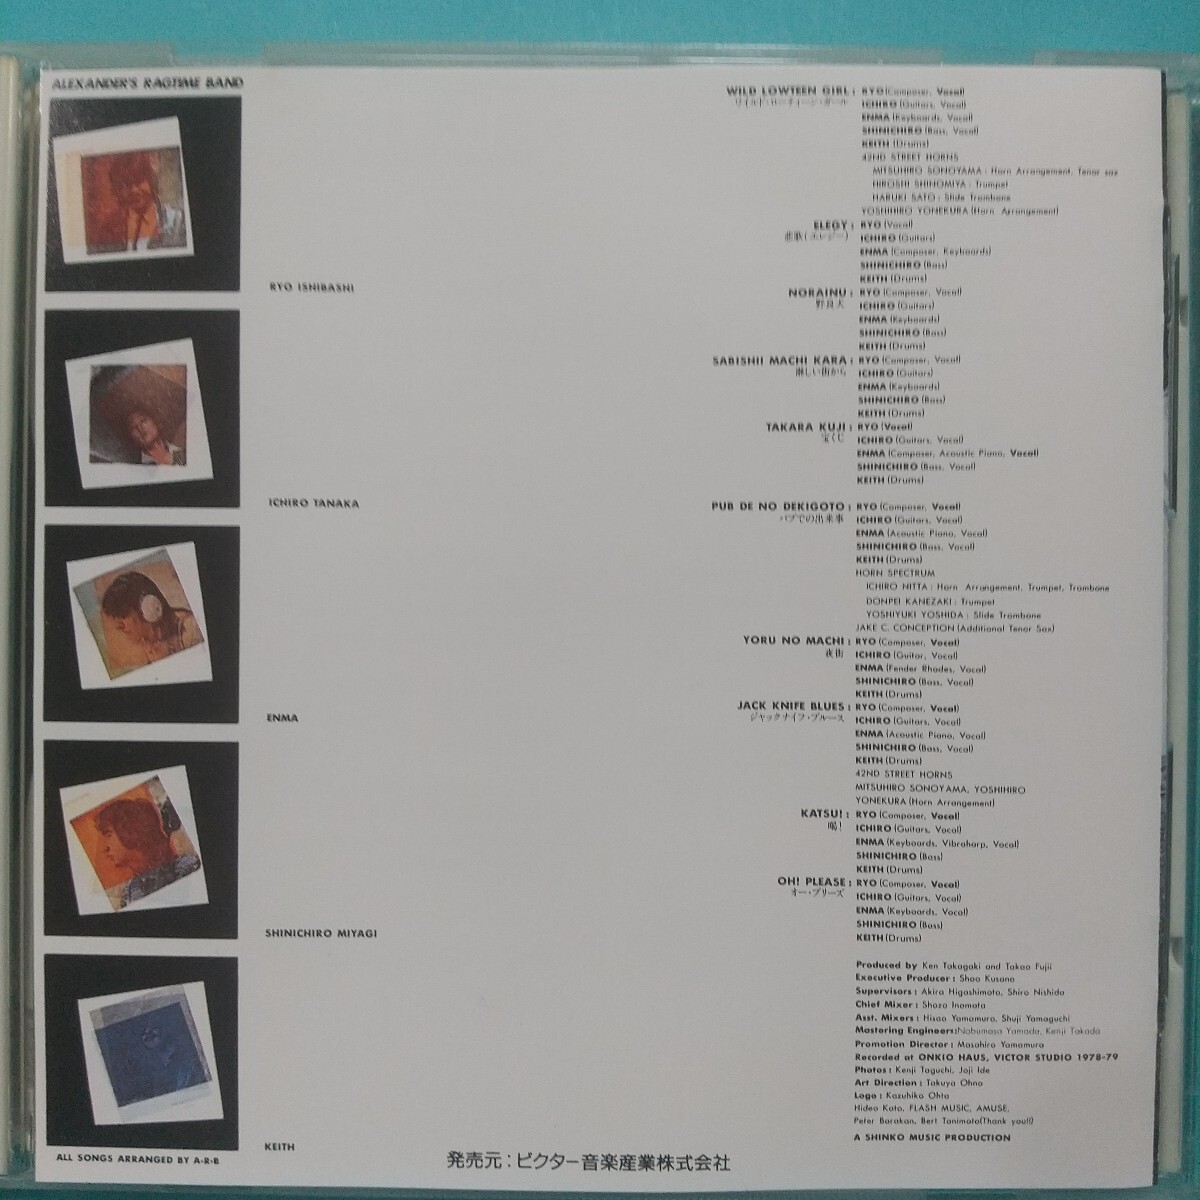 ALEXANDER'S RAGTIME BAND
RYO ISHIBASHI
ICHIRO TANAKA
ENMA
SHINICHIRO MIYAGI
KEITH
ALL SONGS ARRANGED BY A·R·B
WILD LOWTEEN GIRL : RYO (Composer, Vocal)
ワイルド・ローティーン・ガール ICHIRO (Guitars, Vocal)
ENMA (Keyboards, Vocal)
SHINICHIRO (Bass, Vocal)
KEITH (Drums)
42ND STREET HORNS
MITSUHIRO SONOYAMA : Horn Arrangement, Tenor sax
HIROSHI SHINOMIYA : Trumpet
HARUKI SATO : Slide Trombone
YOSHIHIRO YONEKURA (Horn Arrangement)
ELEGY : RYO (Vocal)
悲歌(エレジー) ICHIRO (Guitars)
ENMA (Composer, Keyboards)
SHINICHIRO (Bass)
KEITH (Drums)
NORAINU : RYO (Composer, Vocal)
野良犬 ICHIRO (Guitars)
ENMA (Keyboards)
SHINICHIRO (Bass)
KEITH (Drums)
SABISHII MACHI KARA : RYO (Composer, Vocal)
淋しい街から ICHIRO (Guitars)
ENMA (Keyboards)
SHINICHIRO (Bass)
KEITH (Drums)
TAKARA KUJI : RYO (Vocal)
宝くじ ICHIRO (Guitars, Vocal)
ENMA (Composer, Acoustic Piano, Vocal)
SHINICHIRO (Bass, Vocal)
KEITH (Drums)
PUB DE NO DEKIGOTO : RYO (Composer, Vocal)
パブでの出来事 ICHIRO (Guitars, Vocal)
ENMA (Acoustic Piano, Vocal)
SHINICHIRO (Bass, Vocal)
KEITH (Drums)
HORN SPECTRUM
ICHIRO NITTA : Horn Arrangement, Trumpet, Trombone
DONPEI KANEZAKI : Trumpet
YOSHIYUKI YOSHIDA : Slide Trombone
JAKE C. CONCEPTION (Additional Tenor Sax)
YORU NO MACHI : RYO (Composer, Vocal)
夜街 ICHIRO (Guitar, Vocal)
ENMA (Fender Rhodes, Vocal)
SHINICHIRO (Bass, Vocal)
KEITH (Drums)
JACK KNIFE BLUES : RYO (Composer, Vocal)
ジャックナイフ・ブルース ICHIRO (Guitars, Vocal)
ENMA (Acoustic Piano, Vocal)
SHINICHIRO (Bass, Vocal)
KEITH (Drums)
42ND STREET HORNS
MITSUHIRO SONOYAMA, YOSHIHIRO
YONEKURA (Horn Arrangement)
KATSU! : RYO (Composer, Vocal)
喝! ICHIRO (Guitars, Vocal)
ENMA (Keyboards, Vibraharp, Vocal)
SHINICHIRO (Bass)
KEITH (Drums)
OH! PLEASE : RYO (Composer, Vocal)
オー・プリーズ ICHIRO (Guitars, Vocal)
ENMA (Keyboards, Vocal)
SHINICHIRO (Bass)
KEITH (Drums)
Produced by Ken Takagaki and Takao Fujii
Executive Producer : Shoo Kusano
Supervisors : Akira Higashimoto, Shiro Nishida
Chief Mixer : Shozo Inomata
Asst. Mixers : Hisao Yamamura, Shuji Yamaguchi
Mastering Engineers:Nobumasa Yamada, Kenji Takada
Promotion Director : Masahiro Yamamura
Recorded at ONKIO HAUS, VICTOR STUDIO 1978-79
Photos : Kenji Taguchi, Joji Ide
Art Direction : Takuya Ohno
Logo : Kazuhiko Ohta
Hideo Kato, FLASH MUSIC, AMUSE,
Peter Barakan, Bert Tanimoto(Thank you!!)
A SHINKO MUSIC PRODUCTION
発売元：ビクター音楽産業株式会社